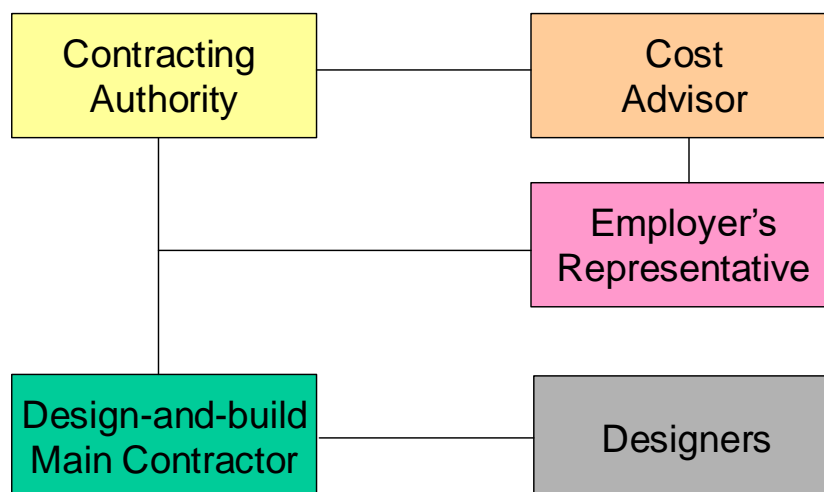 Contracting
Authority
Cost
Advisor
Employer’s
Representative
Design-and-build
Main Contractor
Designers